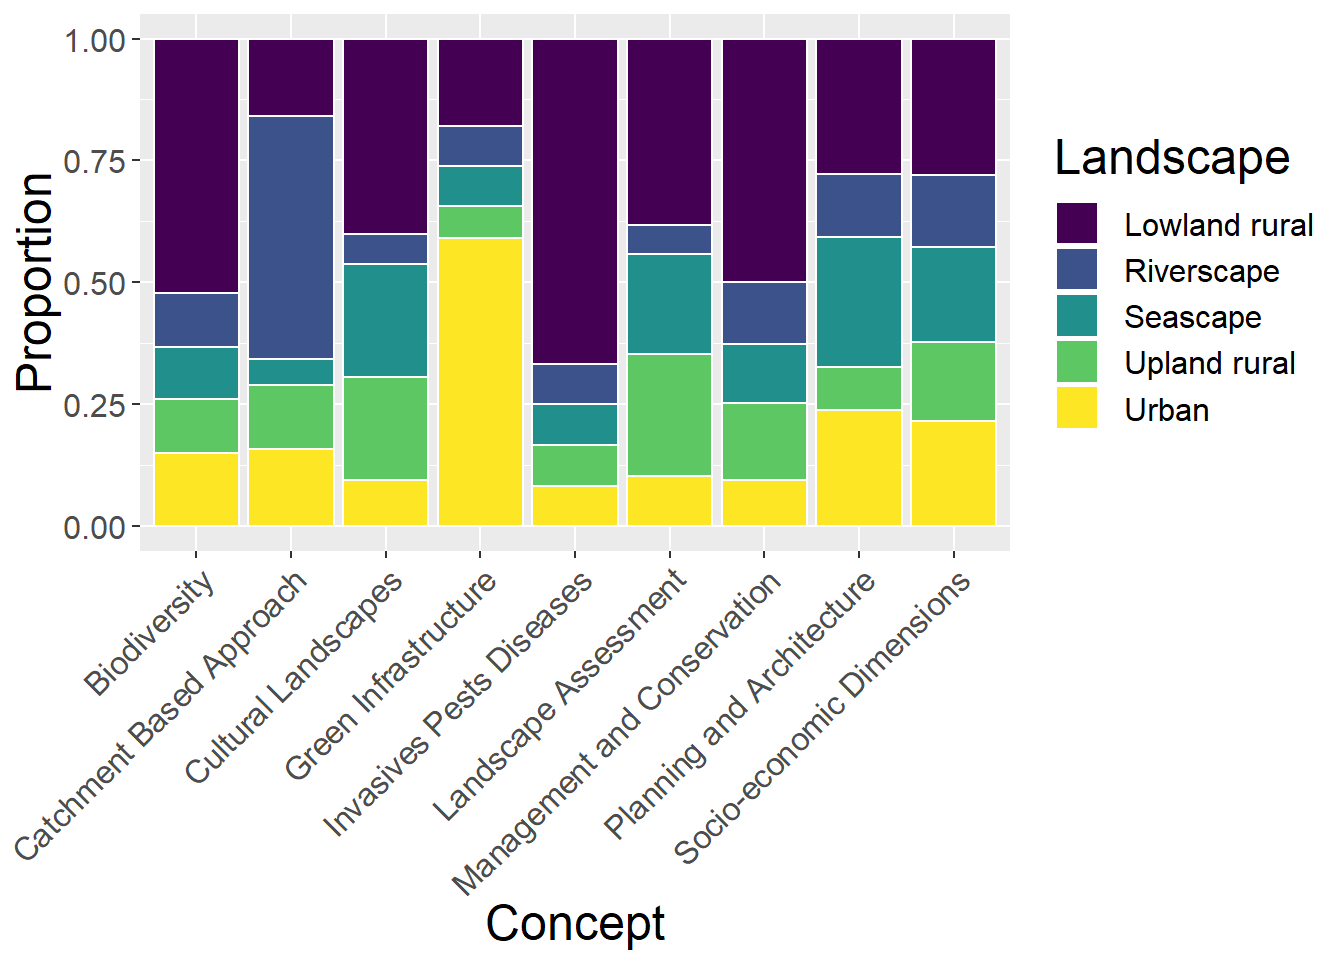 1.00
0.75
0.50
0.25
0.00
Proportion
Biodiversity
Catchment Based Approach
Cultural Landscapes
Green Infrastructure
Invasives Pests Diseases
Landscape Assessment
Management and Conservation
Planning and Architecture
Socio-economic Dimensions
Concept
Landscape
Lowland rural
Riverscape
Seascape
Upland rural
Urban